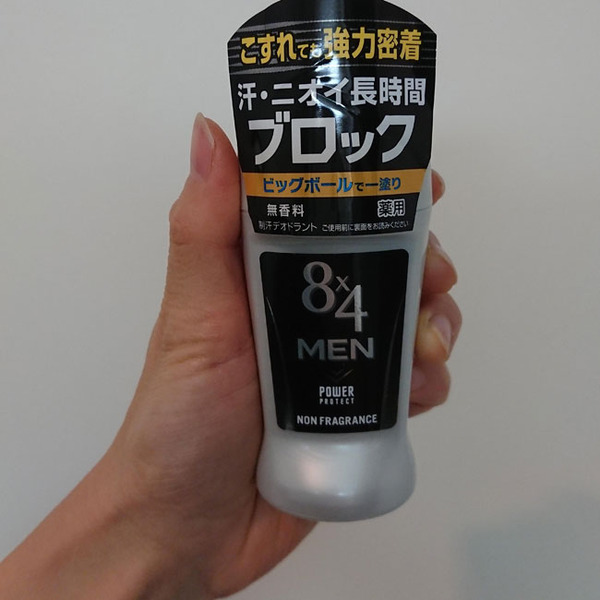 こすれても強力密着
汗・ニオイ長時間
ブロック
ビッグボールで一塗り
無香料
薬用
制汗デオドラント ご使用前に裏面をお読みください
8x4
MEN
POWER
PROTECT
NON FRAGRANCE